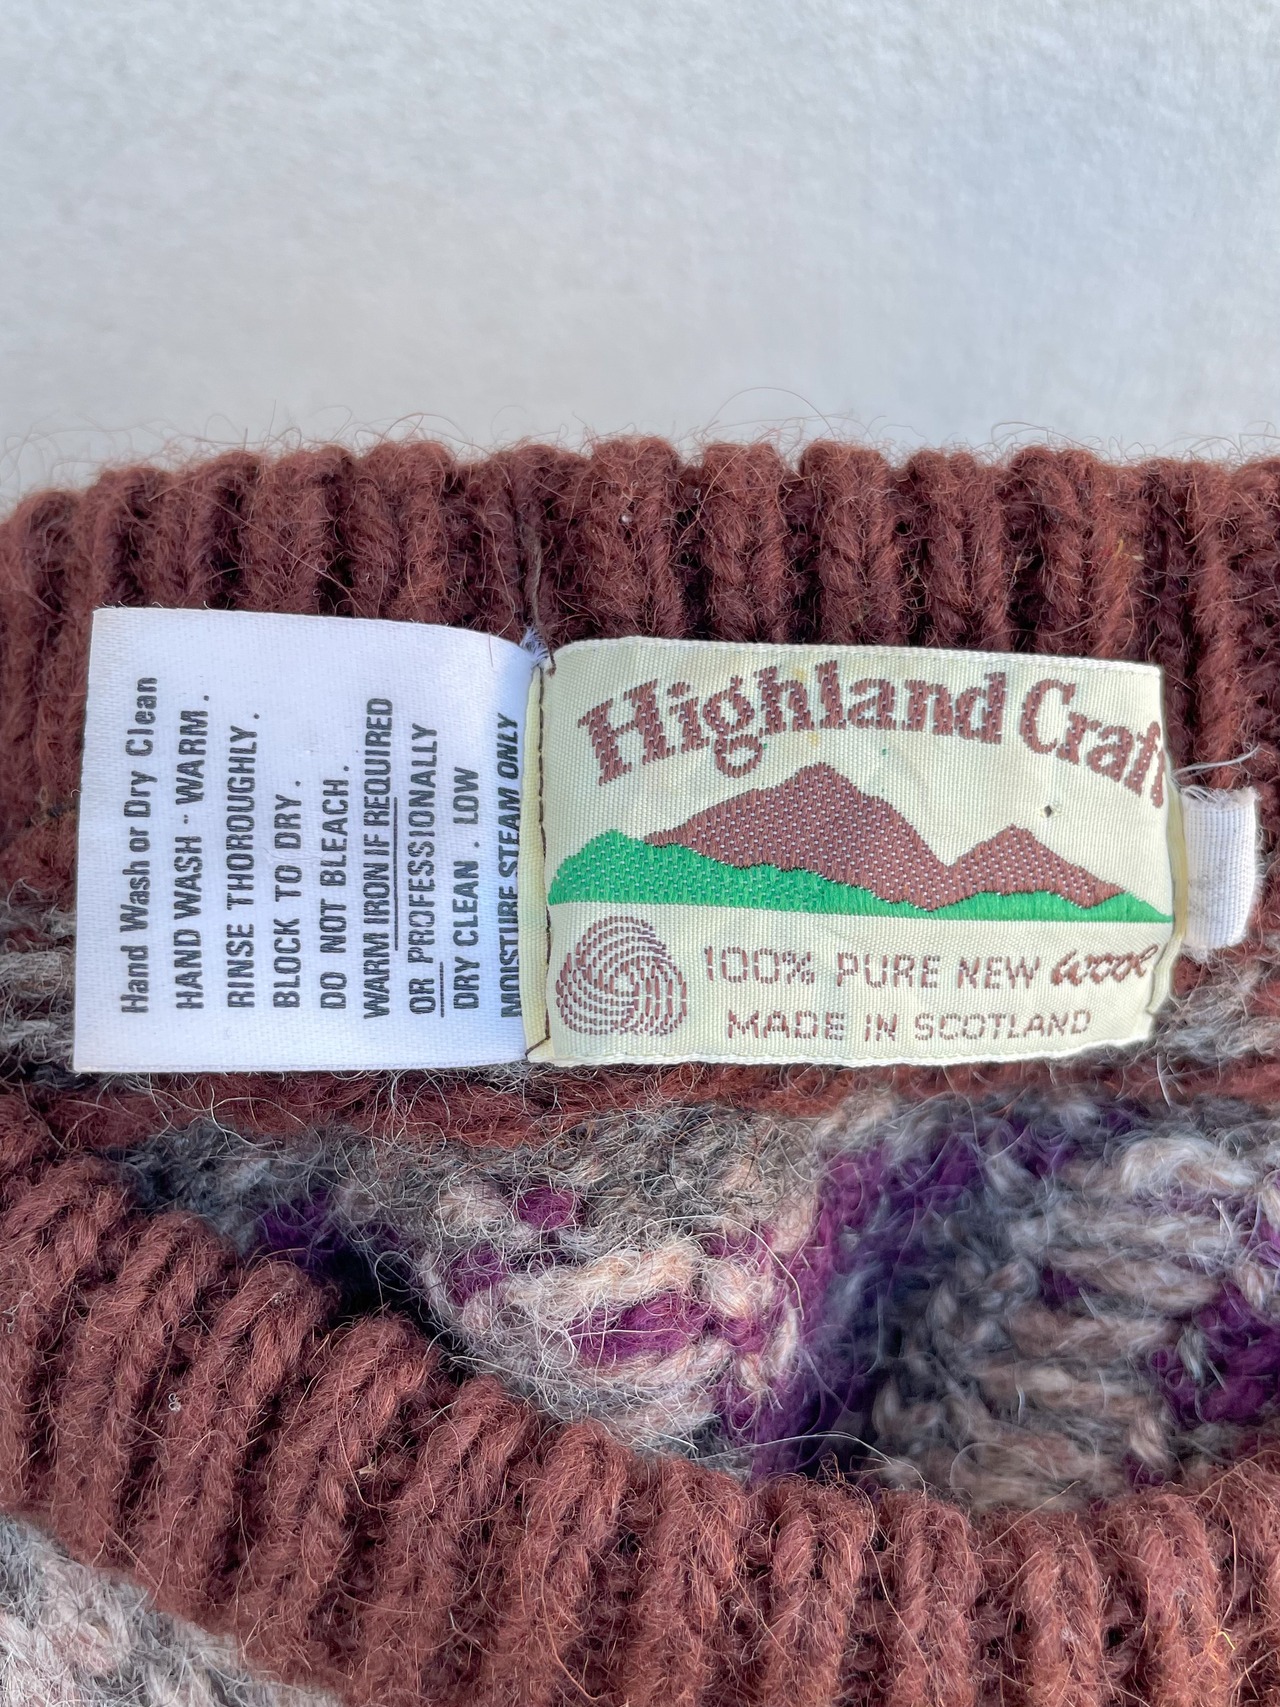 Hand Wash or Dry Clean
HAND WASH - WARM.
RINSE THOROUGHLY.
BLOCK TO DRY.
DO NOT BLEACH.
WARM IRON IF REQUIRED
OR PROFESSIONALLY
DRY CLEAN. LOW
MOISTURE STEAM ONLY
Highland Craft
100% PURE NEW wool
MADE IN SCOTLAND